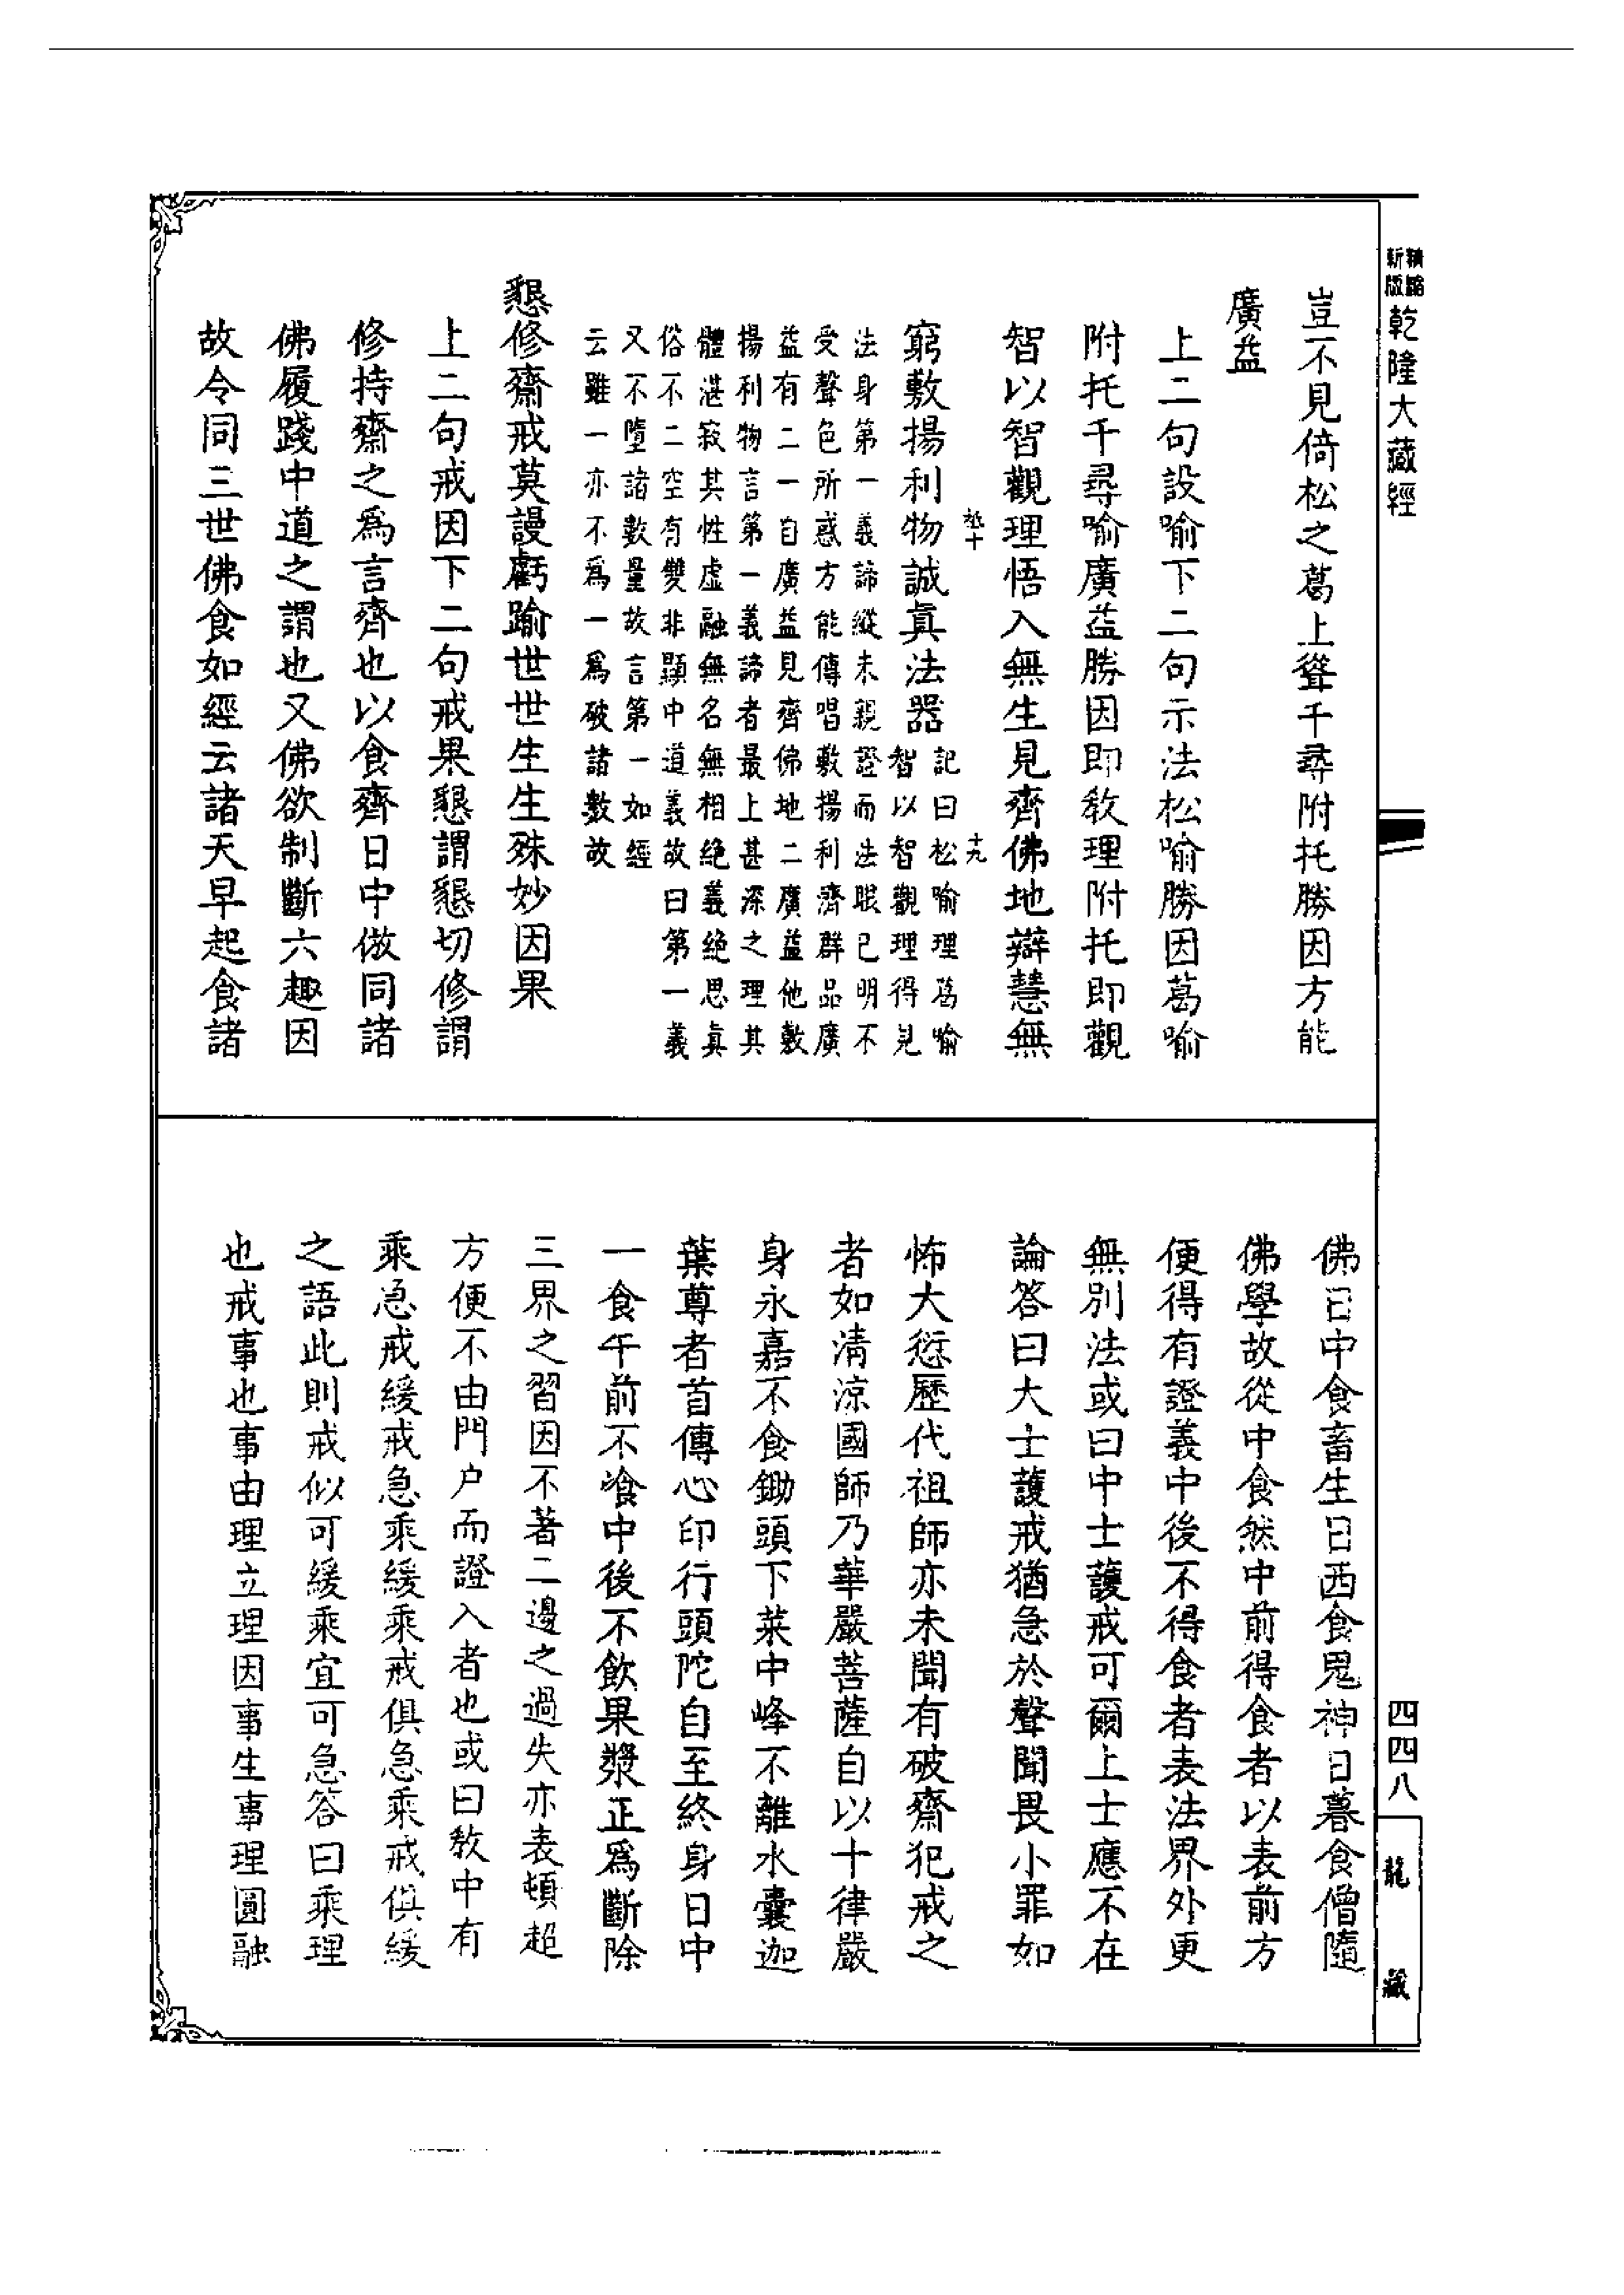 精縮
新版
乾隆大藏經
豈不見倚松之葛上聳千尋附托勝因方能
廣益
上二句設喻下二句示法松喻勝因葛喻
附托千尋喻廣益勝因即教理附托即觀
智以智觀理悟入無生見齊佛地辯慧無
十九
窮敷揚利物誠真法器
記曰松喻理葛喻
智以智觀理得見
法身第一義諦縱未親證而法眼已明不
受聲色所惑方能傳唱敷揚利濟群品廣
益有二一自廣益見齊佛地二廣益他敷
揚利物言第一義諦者最上甚深之理其
體湛寂其性虛融無名無相絕義絕思真
俗不二空有雙非顯中道義故曰第一義
又不墮諸數量故言第一如經
云雖一亦不為一為破諸數故
懇修齋戒莫謾虧踰世世生生殊妙因果
上二句戒因下二句戒果懇謂懇切修謂
修持齋之為言齊也以食齊日中倣同諸
佛履踐中道之謂也又佛欲制斷六趣因
故令同三世佛食如經云諸天早起食諸
佛日中食畜生日西食鬼神日暮食僧隨
佛學故從中食然中前得食者以表前方
便得有證義中後不得食者表法界外更
無別法或曰中士護戒可爾上士應不在
論答曰大士護戒猶急於聲聞畏小罪如
怖大愆歷代祖師亦未聞有破齋犯戒之
者如清涼國師乃華嚴菩薩自以十律嚴
身永嘉不食鋤頭下菜中峰不離水囊迦
葉尊者首傳心印行頭陀自至終身日中
一食午前不飡中後不飲果漿正為斷除
三界之習因不著二邊之過失亦表頓超
方便不由門户而證入者也或曰教中有
乘急戒緩戒急乘緩乘戒俱急乘戒俱緩
之語此則戒似可緩乘宜可急答曰乘理
也戒事也事由理立理因事生事理圓融
四四八
龍藏